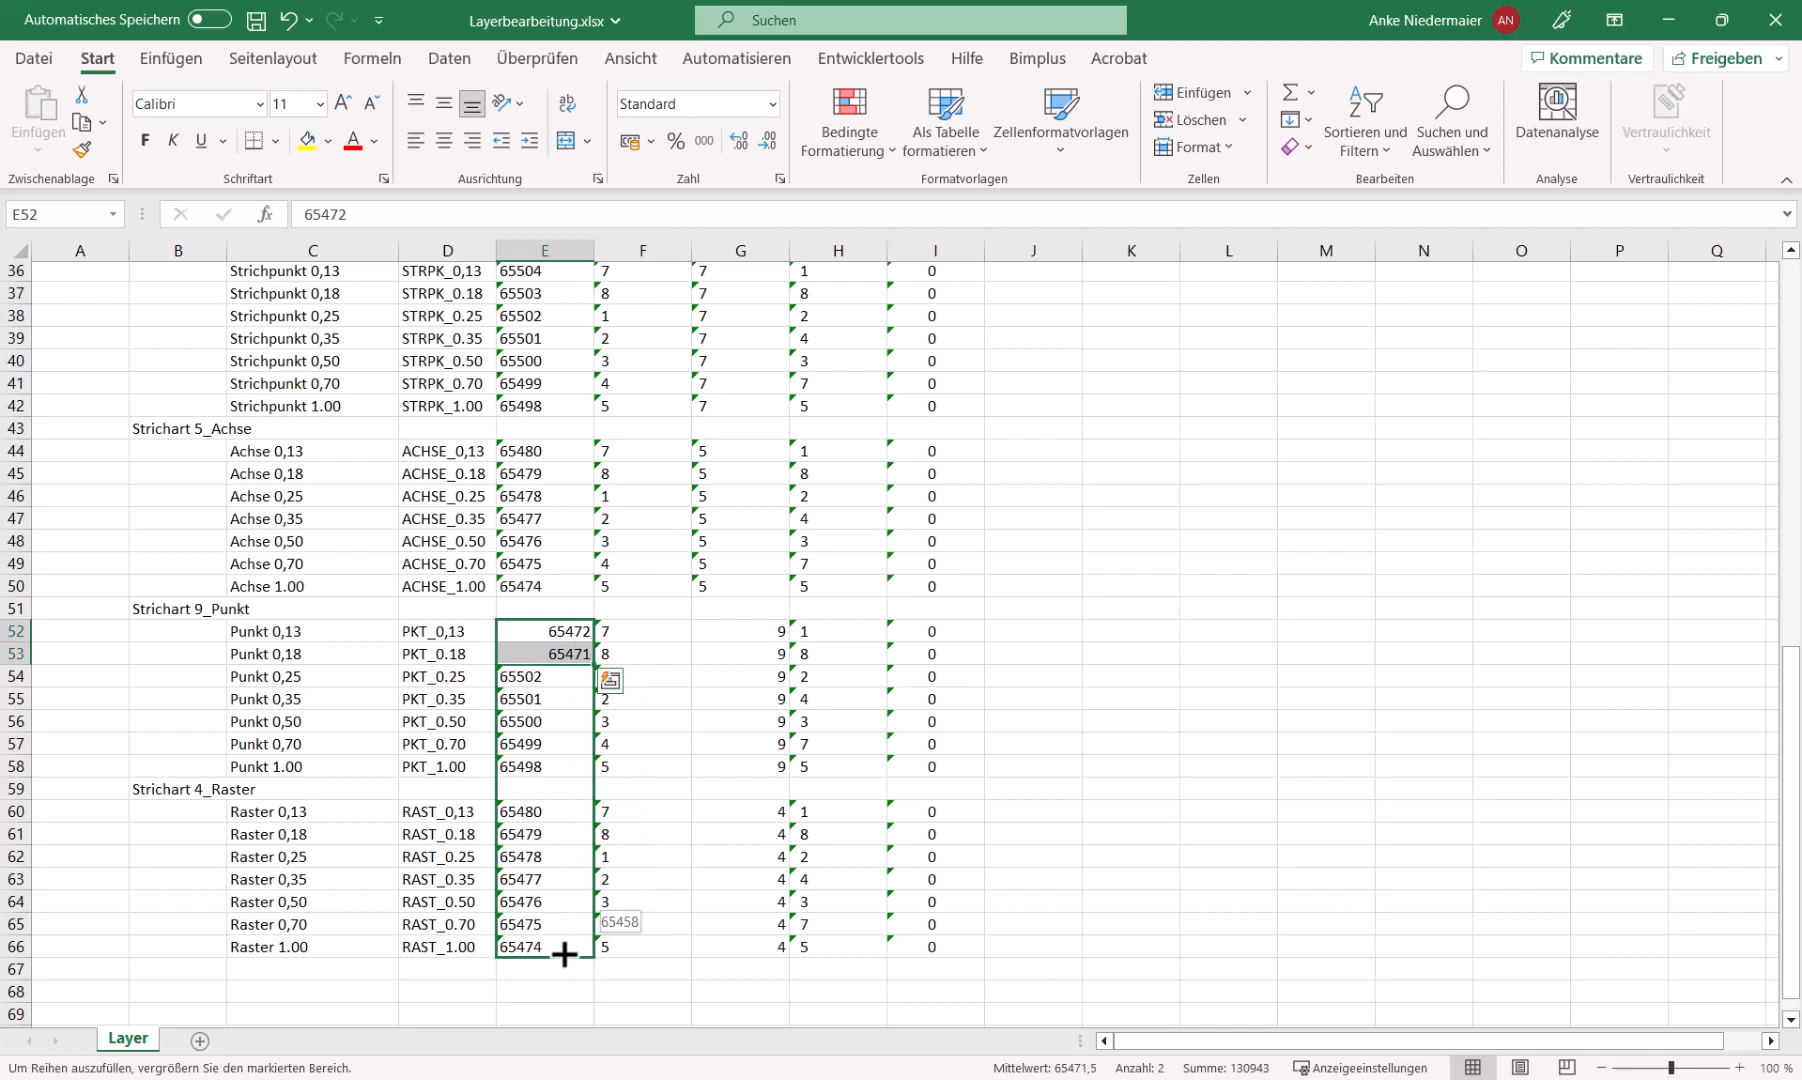 Automatisches Speichern
Layerbearbeitung.xlsx
Suchen
Anke Niedermaier AN
Datei Start Einfügen Seitenlayout Formeln Daten Überprüfen Ansicht Automatisieren Entwicklertools Hilfe Bimplus Acrobat Kommentare Freigeben
Einfügen
Calibri 11
F K U
Standard
% 000
Bedingte Formatierung
Als Tabelle formatieren
Zellenformatvorlagen
Einfügen
Löschen
Format
Sortieren und Filtern
Suchen und Auswählen
Datenanalyse
Vertraulichkeit
Zwischenablage Schriftart Ausrichtung Zahl Formatvorlagen Zellen Bearbeiten Analyse Vertraulichkeit
E52 fx 65472
A B C D E F G H I J K L M N O P Q
36 Strichpunkt 0,13 STRPK_0,13 65504 7 7 1 0
37 Strichpunkt 0,18 STRPK_0.18 65503 8 7 8 0
38 Strichpunkt 0,25 STRPK_0.25 65502 1 7 2 0
39 Strichpunkt 0,35 STRPK_0.35 65501 2 7 4 0
40 Strichpunkt 0,50 STRPK_0.50 65500 3 7 3 0
41 Strichpunkt 0,70 STRPK_0.70 65499 4 7 7 0
42 Strichpunkt 1.00 STRPK_1.00 65498 5 7 5 0
43 Strichart 5_Achse
44 Achse 0,13 ACHSE_0,13 65480 7 5 1 0
45 Achse 0,18 ACHSE_0.18 65479 8 5 8 0
46 Achse 0,25 ACHSE_0.25 65478 1 5 2 0
47 Achse 0,35 ACHSE_0.35 65477 2 5 4 0
48 Achse 0,50 ACHSE_0.50 65476 3 5 3 0
49 Achse 0,70 ACHSE_0.70 65475 4 5 7 0
50 Achse 1.00 ACHSE_1.00 65474 5 5 5 0
51 Strichart 9_Punkt
52 Punkt 0,13 PKT_0,13 65472 7 9 1 0
53 Punkt 0,18 PKT_0.18 65471 8 9 8 0
54 Punkt 0,25 PKT_0.25 65502 9 2 0
55 Punkt 0,35 PKT_0.35 65501 2 9 4 0
56 Punkt 0,50 PKT_0.50 65500 3 9 3 0
57 Punkt 0,70 PKT_0.70 65499 4 9 7 0
58 Punkt 1.00 PKT_1.00 65498 5 9 5 0
59 Strichart 4_Raster
60 Raster 0,13 RAST_0,13 65480 7 4 1 0
61 Raster 0,18 RAST_0.18 65479 8 4 8 0
62 Raster 0,25 RAST_0.25 65478 1 4 2 0
63 Raster 0,35 RAST_0.35 65477 2 4 4 0
64 Raster 0,50 RAST_0.50 65476 3 4 3 0
65 Raster 0,70 RAST_0.70 65475 65458 4 7 0
66 Raster 1.00 RAST_1.00 65474 5 4 5 0
67
68
69
Layer
Um Reihen auszufüllen, vergrößern Sie den markierten Bereich. Mittelwert: 65471,5 Anzahl: 2 Summe: 130943 Anzeigeeinstellungen 100 %